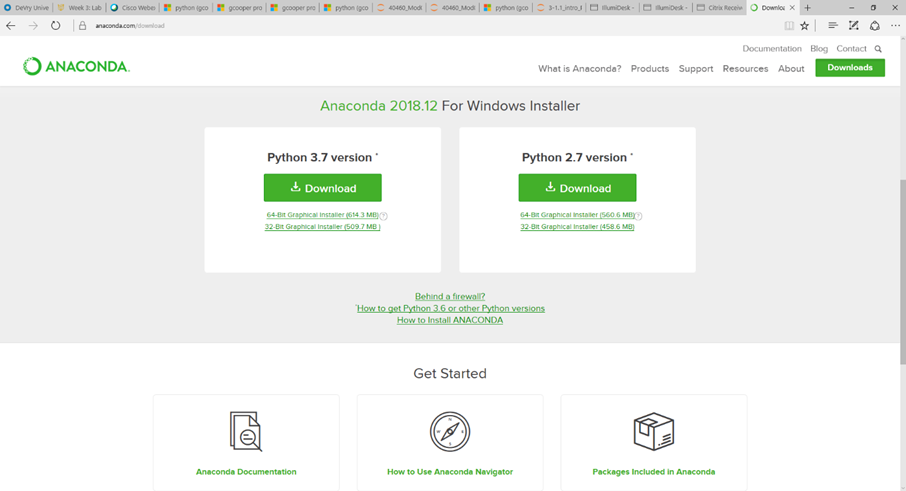 DeVry Unive
Week 3: Lab
Cisco Webex
python (gco
gcooper pro
gcooper pro
python (gco
40460_Modl
40460_Modl
python (gco
3-1.1_intro_l
IllumiDesk -
IllumiDesk -
Citrix Receive
Downloa
anaconda.com/download
Documentation Blog Contact
ANACONDA.
What is Anaconda? Products Support Resources About Downloads
Anaconda 2018.12 For Windows Installer
Python 3.7 version *
Download
64-Bit Graphical Installer (614.3 MB) ?
32-Bit Graphical Installer (509.7 MB )
Python 2.7 version *
Download
64-Bit Graphical Installer (560.6 MB) ?
32-Bit Graphical Installer (458.6 MB)
Behind a firewall?
*How to get Python 3.6 or other Python versions
How to Install ANACONDA
Get Started
Anaconda Documentation
How to Use Anaconda Navigator
Packages Included in Anaconda